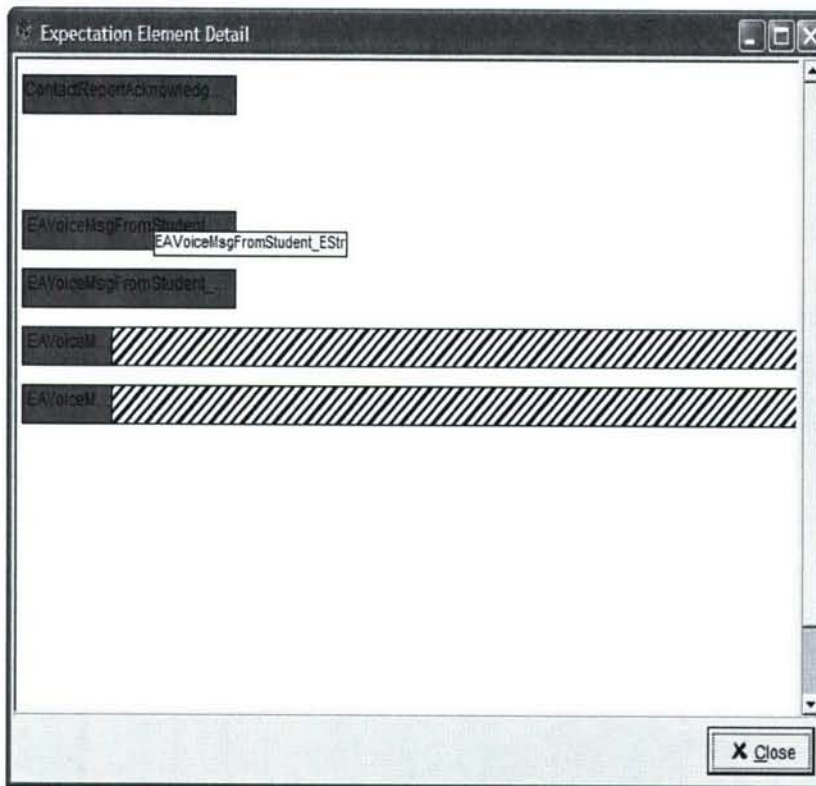 Expectation Element Detail
ContactReportAcknowledg...
EAVoiceMsgFromStudent...
EAVoiceMsgFromStudent_EStr
EAVoiceMsgFromStudent_...
EAVoiceM...
EAVoiceM...
X Close